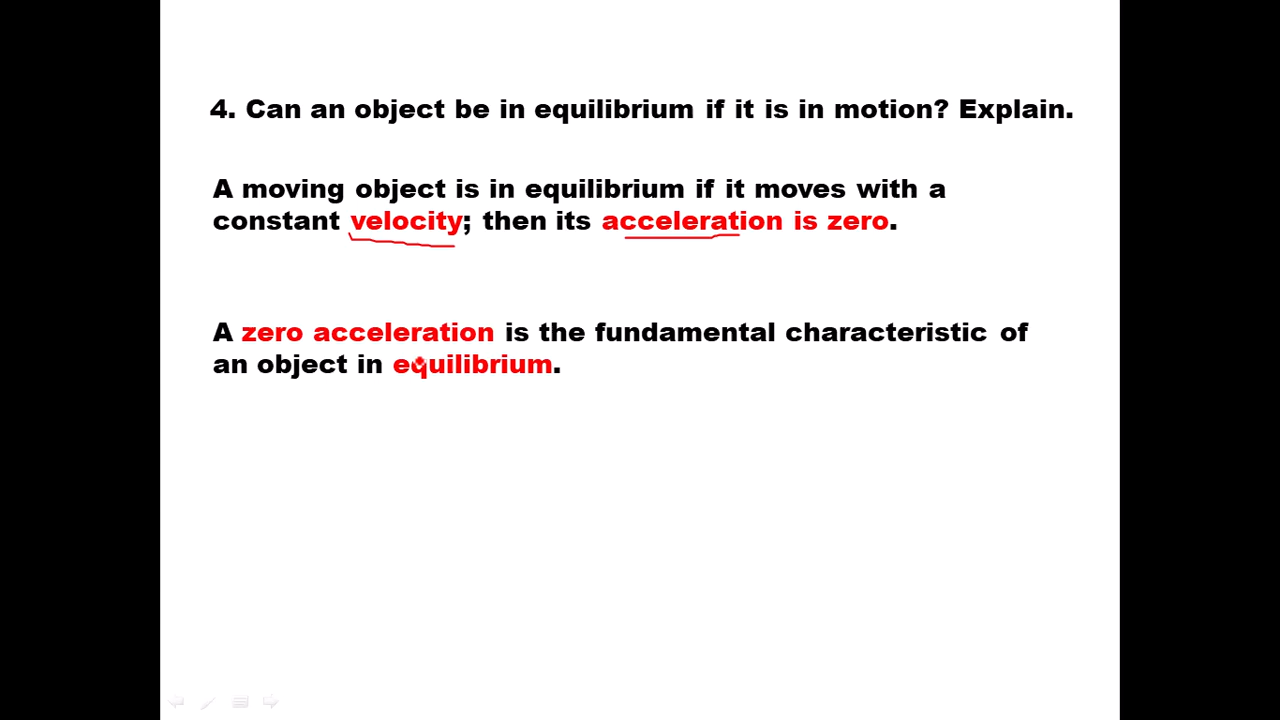 4. Can an object be in equilibrium if it is in motion? Explain.
A moving object is in equilibrium if it moves with a
constant velocity; then its acceleration is zero.
A zero acceleration is the fundamental characteristic of
an object in equilibrium.